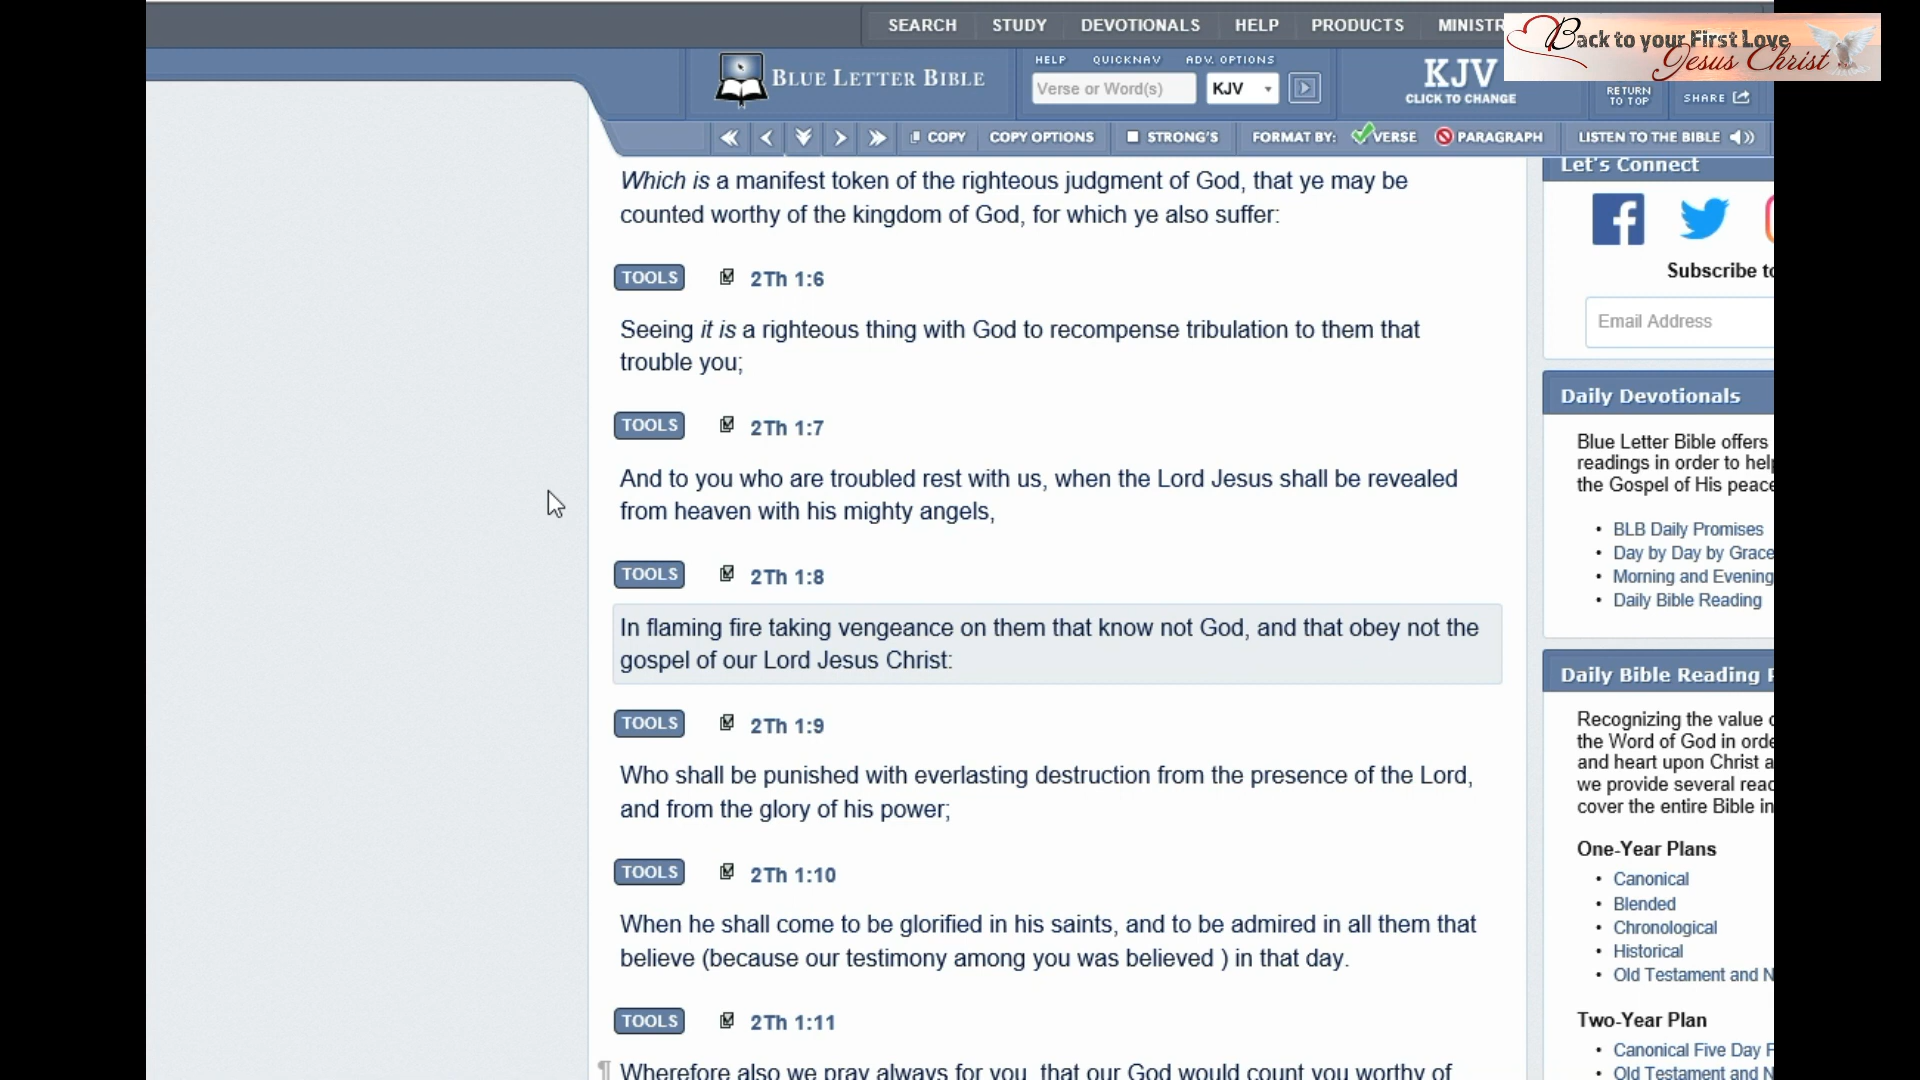 SEARCH STUDY DEVOTIONALS HELP PRODUCTS
Back to your First Love
Jesus Christ
BLUE LETTER BIBLE
HELP QUICKNAV ADV. OPTIONS
Verse or Word(s) KJV
KJV
CLICK TO CHANGE
RETURN
TO TOP
SHARE
COPY COPY OPTIONS STRONG'S FORMAT BY: VERSE PARAGRAPH LISTEN TO THE BIBLE
Which is a manifest token of the righteous judgment of God, that ye may be
counted worthy of the kingdom of God, for which ye also suffer:
TOOLS 2Th 1:6
Seeing it is a righteous thing with God to recompense tribulation to them that
trouble you;
TOOLS 2Th 1:7
And to you who are troubled rest with us, when the Lord Jesus shall be revealed
from heaven with his mighty angels,
TOOLS 2Th 1:8
In flaming fire taking vengeance on them that know not God, and that obey not the
gospel of our Lord Jesus Christ:
TOOLS 2Th 1:9
Who shall be punished with everlasting destruction from the presence of the Lord,
and from the glory of his power;
TOOLS 2Th 1:10
When he shall come to be glorified in his saints, and to be admired in all them that
believe (because our testimony among you was believed ) in that day.
TOOLS 2Th 1:11
¶ Wherefore also we pray always for you, that our God would count you worthy of
Let's Connect
Subscribe to
Email Address
Daily Devotionals
Blue Letter Bible offers
readings in order to help
the Gospel of His peace
• BLB Daily Promises
• Day by Day by Grace
• Morning and Evening
• Daily Bible Reading
Daily Bible Reading
Recognizing the value
the Word of God in orde
and heart upon Christ a
we provide several read
cover the entire Bible in
One-Year Plans
• Canonical
• Blended
• Chronological
• Historical
• Old Testament and N
Two-Year Plan
• Canonical Five Day
• Old Testament and N